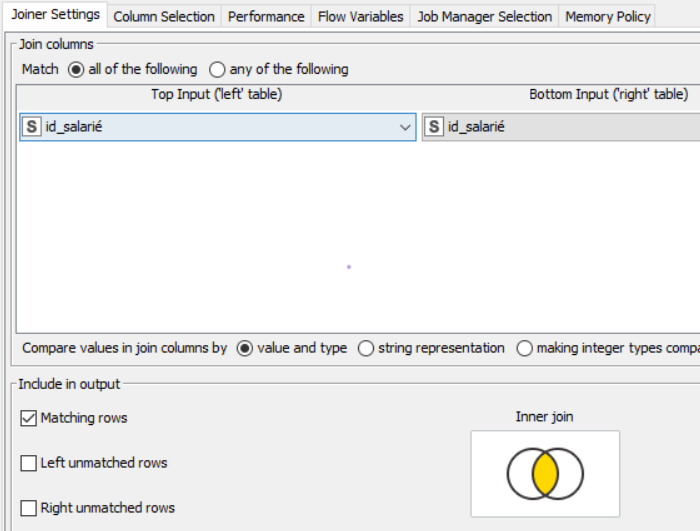 Joiner Settings Column Selection Performance Flow Variables Job Manager Selection Memory Policy
Join columns
Match all of the following any of the following
Top Input ('left' table) Bottom Input ('right' table)
S id_salarié S id_salarié
Compare values in join columns by value and type string representation making integer types
Include in output
Matching rows
Inner join
Left unmatched rows
Right unmatched rows